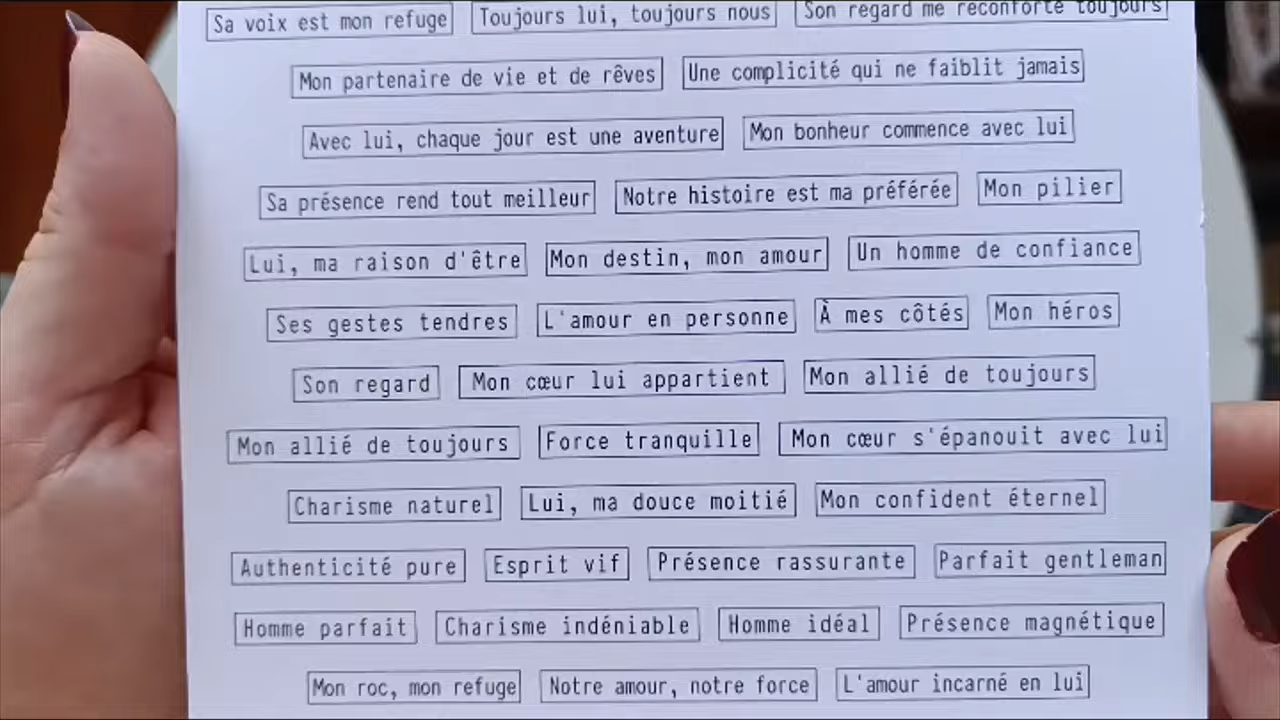 Sa voix est mon refuge Toujours lui, toujours nous Son regard me réconforte toujours
Mon partenaire de vie et de rêves Une complicité qui ne faiblit jamais
Avec lui, chaque jour est une aventure Mon bonheur commence avec lui
Sa présence rend tout meilleur Notre histoire est ma préférée Mon pilier
Lui, ma raison d'être Mon destin, mon amour Un homme de confiance
Ses gestes tendres L'amour en personne À mes côtés Mon héros
Son regard Mon cœur lui appartient Mon allié de toujours
Mon allié de toujours Force tranquille Mon cœur s'épanouit avec lui
Charisme naturel Lui, ma douce moitié Mon confident éternel
Authenticité pure Esprit vif Présence rassurante Parfait gentleman
Homme parfait Charisme indéniable Homme idéal Présence magnétique
Mon roc, mon refuge Notre amour, notre force L'amour incarné en lui